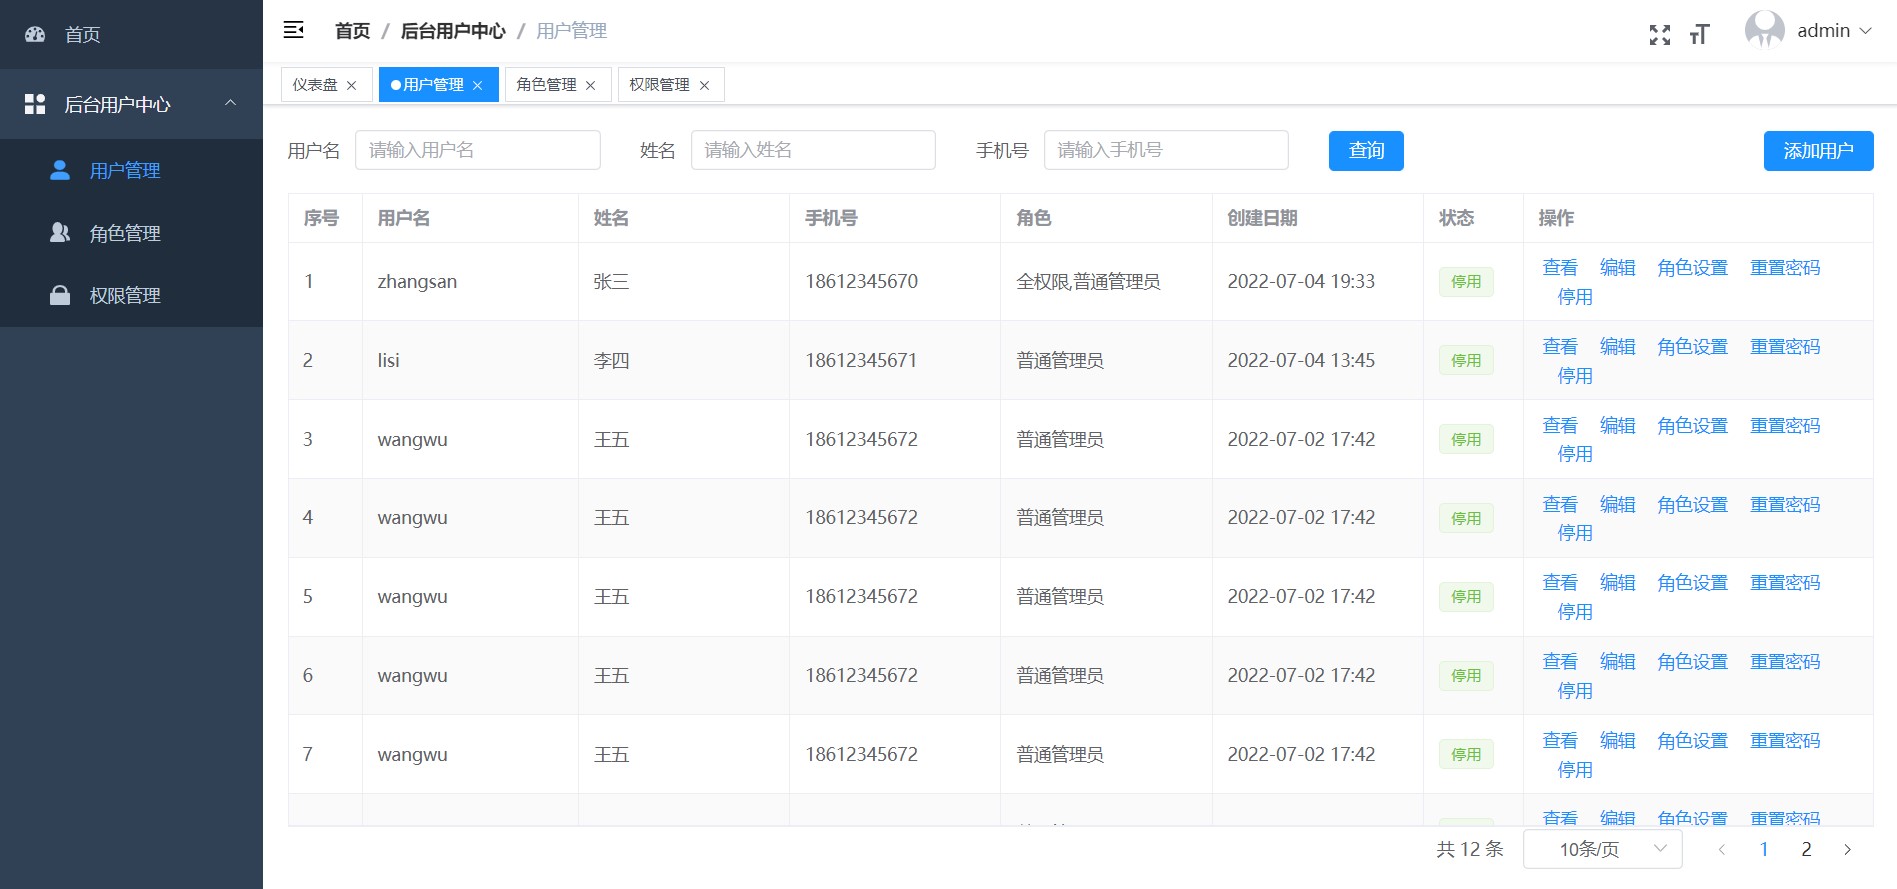 首页
后台用户中心
用户管理
角色管理
权限管理
首页 / 后台用户中心 / 用户管理
admin
仪表盘 用户管理 角色管理 权限管理
用户名 请输入用户名 姓名 请输入姓名 手机号 请输入手机号 查询 添加用户
序号 用户名 姓名 手机号 角色 创建日期 状态 操作
1 zhangsan 张三 18612345670 全权限,普通管理员 2022-07-04 19:33 停用 查看 编辑 角色设置 重置密码
停用
2 lisi 李四 18612345671 普通管理员 2022-07-04 13:45 停用 查看 编辑 角色设置 重置密码
停用
3 wangwu 王五 18612345672 普通管理员 2022-07-02 17:42 停用 查看 编辑 角色设置 重置密码
停用
4 wangwu 王五 18612345672 普通管理员 2022-07-02 17:42 停用 查看 编辑 角色设置 重置密码
停用
5 wangwu 王五 18612345672 普通管理员 2022-07-02 17:42 停用 查看 编辑 角色设置 重置密码
停用
6 wangwu 王五 18612345672 普通管理员 2022-07-02 17:42 停用 查看 编辑 角色设置 重置密码
停用
7 wangwu 王五 18612345672 普通管理员 2022-07-02 17:42 停用 查看 编辑 角色设置 重置密码
停用
查看 编辑 角色设置 重置密码
共 12 条 10条/页 1 2